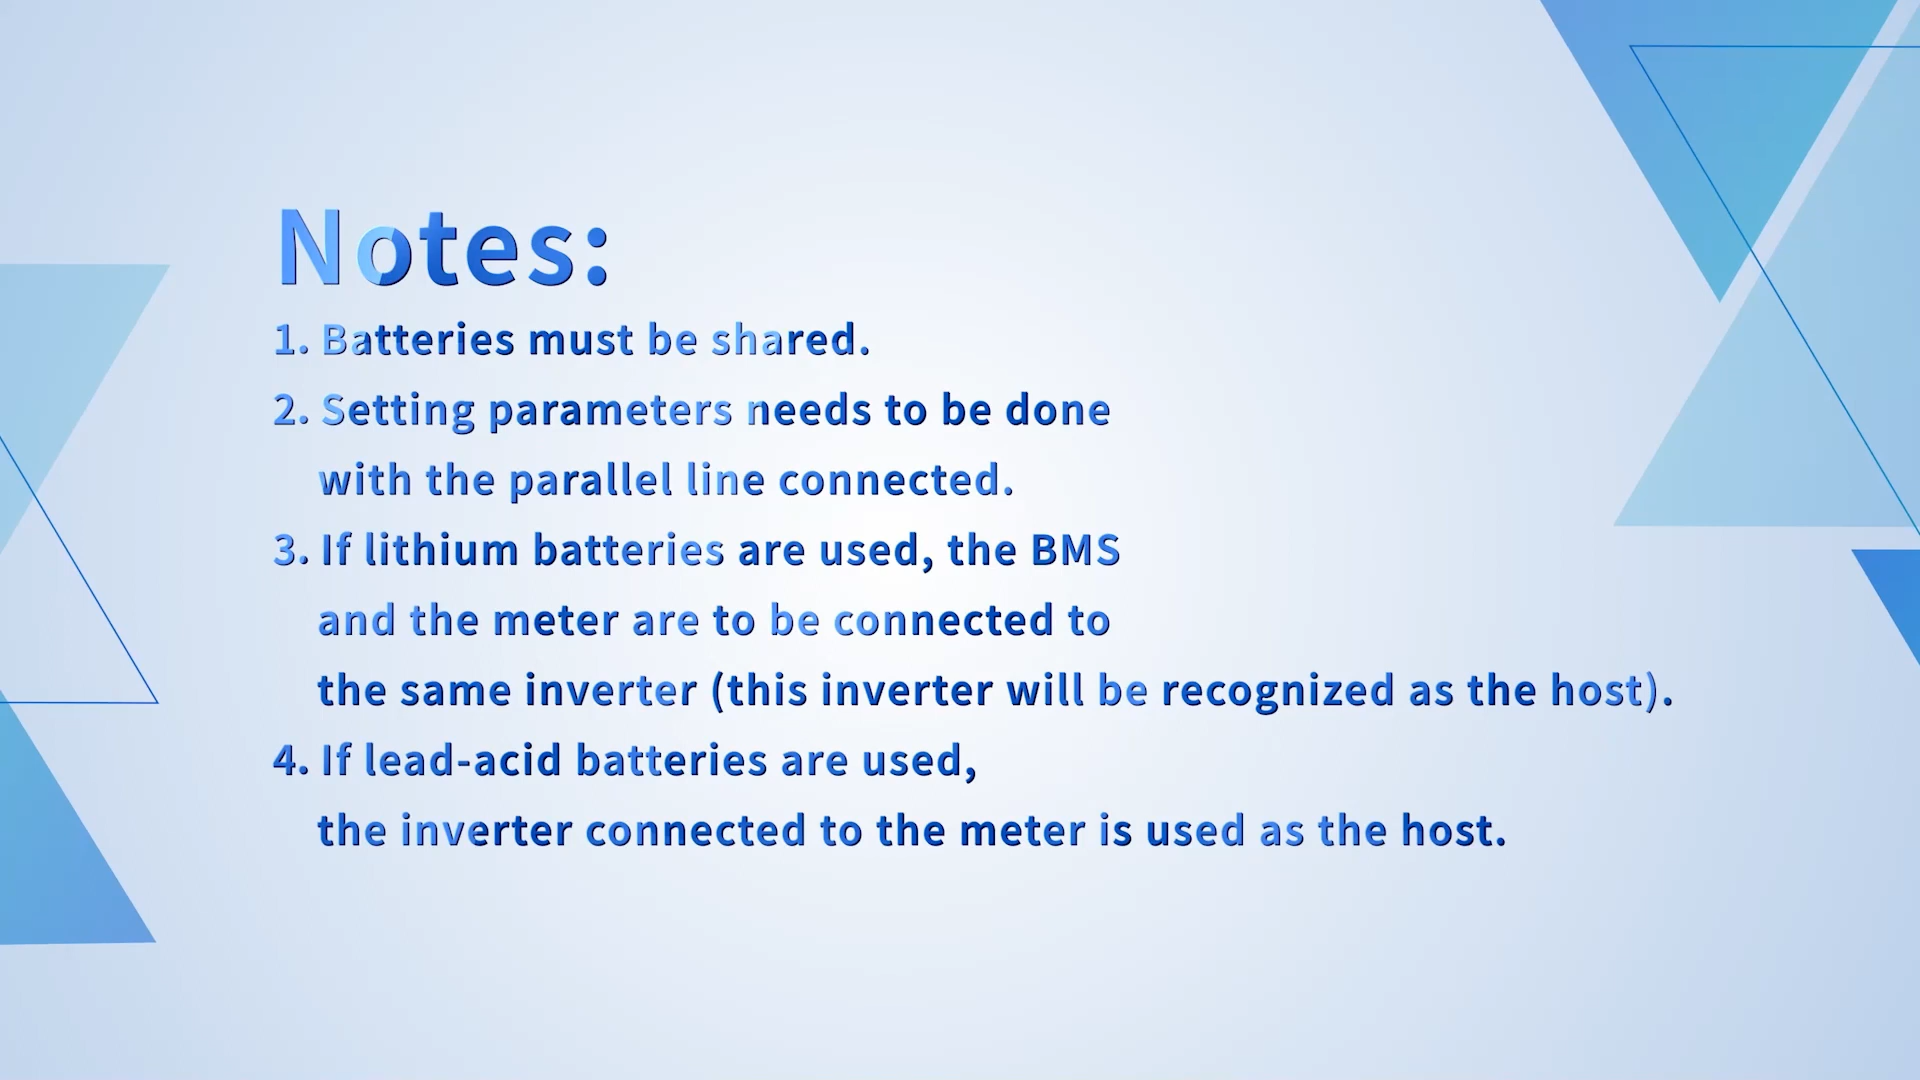 Notes:
1. Batteries must be shared.
2. Setting parameters needs to be done
with the parallel line connected.
3. If lithium batteries are used, the BMS
and the meter are to be connected to
the same inverter (this inverter will be recognized as the host).
4. If lead-acid batteries are used,
the inverter connected to the meter is used as the host.